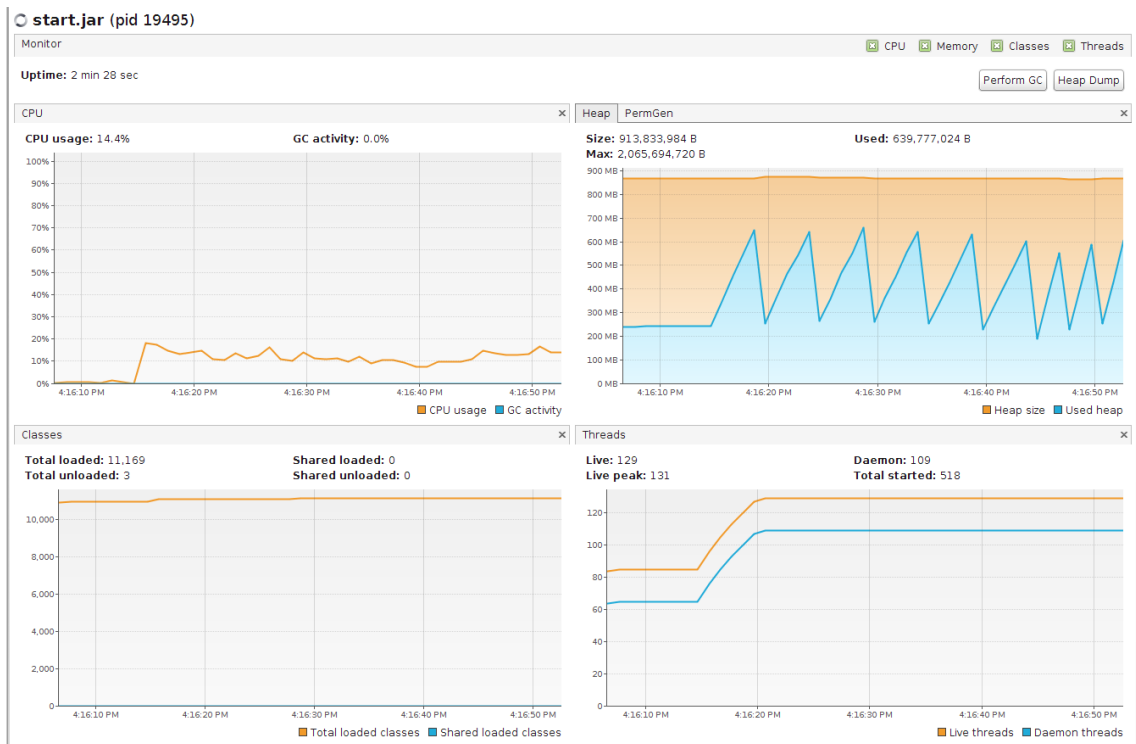 start.jar (pid 19495)
Monitor
CPU Memory Classes Threads
Uptime: 2 min 28 sec
Perform GC Heap Dump
CPU
CPU usage: 14.4% GC activity: 0.0%
100%
90%
80%
70%
60%
50%
40%
30%
20%
10%
0%
4:16:10 PM 4:16:20 PM 4:16:30 PM 4:16:40 PM 4:16:50 PM
CPU usage GC activity
Heap PermGen
Size: 913,833,984 B Used: 639,777,024 B
Max: 2,065,694,720 B
900 MB
800 MB
700 MB
600 MB
500 MB
400 MB
300 MB
200 MB
100 MB
0 MB
4:16:10 PM 4:16:20 PM 4:16:30 PM 4:16:40 PM 4:16:50 PM
Heap size Used heap
Classes
Total loaded: 11,169 Shared loaded: 0
Total unloaded: 3 Shared unloaded: 0
10,000
8,000
6,000
4,000
2,000
0
4:16:10 PM 4:16:20 PM 4:16:30 PM 4:16:40 PM 4:16:50 PM
Total loaded classes Shared loaded classes
Threads
Live: 129 Daemon: 109
Live peak: 131 Total started: 518
120
100
80
60
40
20
0
4:16:10 PM 4:16:20 PM 4:16:30 PM 4:16:40 PM 4:16:50 PM
Live threads Daemon threads